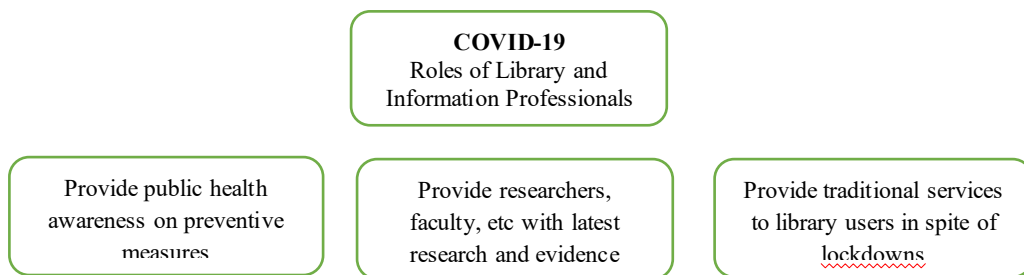 COVID-19
Roles of Library and
Information Professionals
Provide public health
awareness on preventive
measures
Provide researchers,
faculty, etc with latest
research and evidence
Provide traditional services
to library users in spite of
lockdowns